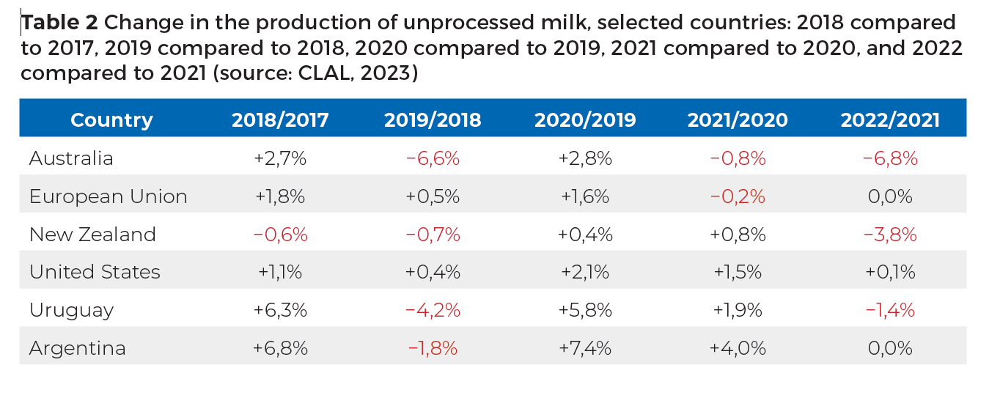 Table 2 Change in the production of unprocessed milk, selected countries: 2018 compared
to 2017, 2019 compared to 2018, 2020 compared to 2019, 2021 compared to 2020, and 2022
compared to 2021 (source: CLAL, 2023)
Country 2018/2017 2019/2018 2020/2019 2021/2020 2022/2021
Australia +2,7% −6,6% +2,8% −0,8% −6,8%
European Union +1,8% +0,5% +1,6% −0,2% 0,0%
New Zealand −0,6% −0,7% +0,4% +0,8% −3,8%
United States +1,1% +0,4% +2,1% +1,5% +0,1%
Uruguay +6,3% −4,2% +5,8% +1,9% −1,4%
Argentina +6,8% −1,8% +7,4% +4,0% 0,0%